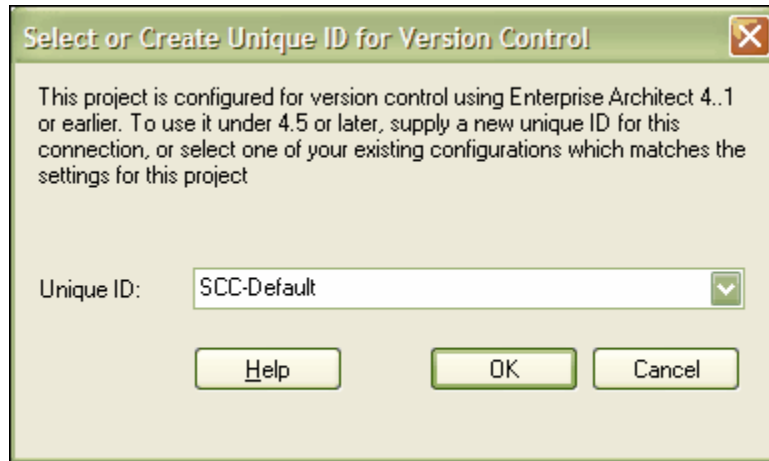 Select or Create Unique ID for Version Control
This project is configured for version control using Enterprise Architect 4..1
or earlier. To use it under 4.5 or later, supply a new unique ID for this
connection, or select one of your existing configurations which matches the
settings for this project
Unique ID: SCC-Default
Help OK Cancel